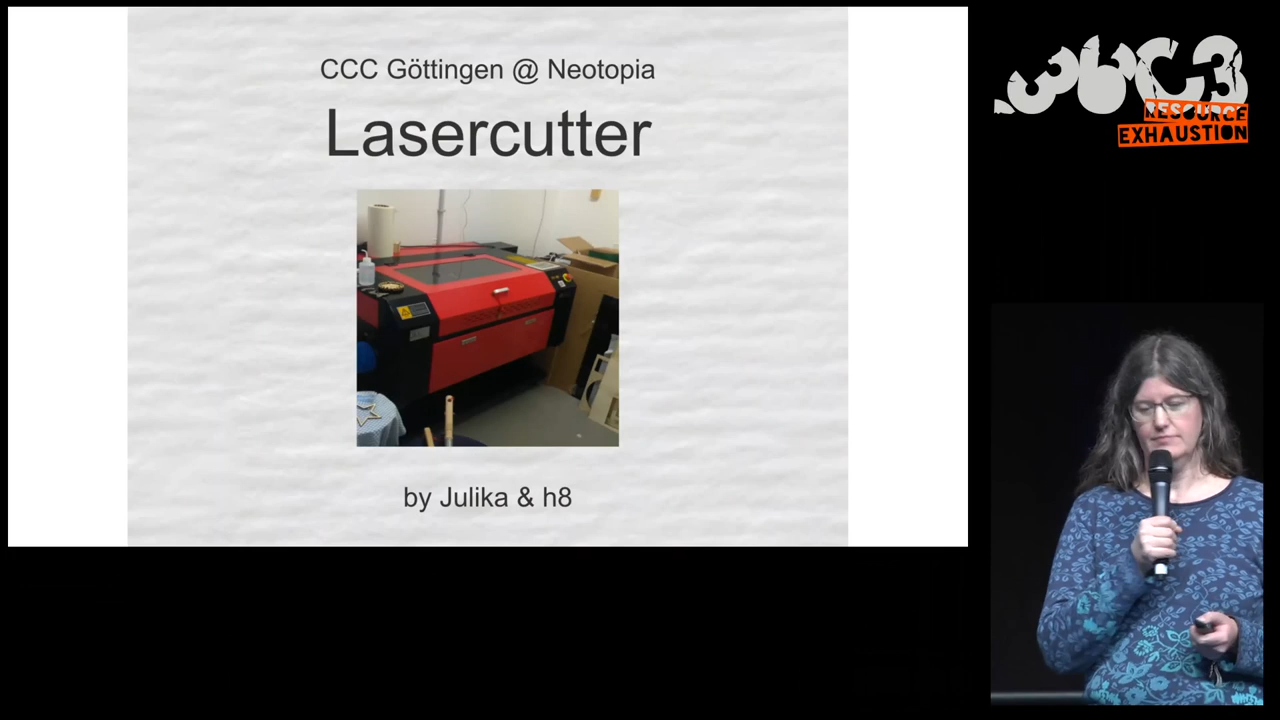 CCC Göttingen @ Neotopia
Lasercutter
by Julika & h8
36C3
RESOURCE
EXHAUSTION